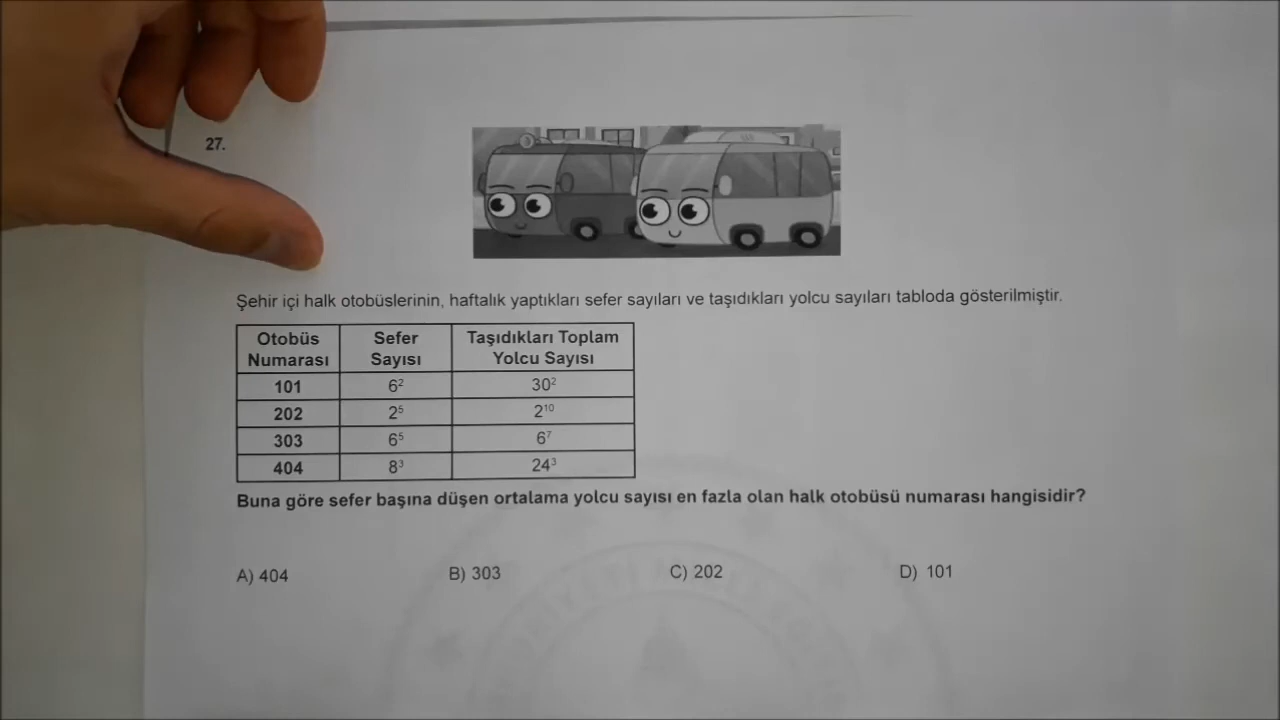 27.
Şehir içi halk otobüslerinin, haftalık yaptıkları sefer sayıları ve taşıdıkları yolcu sayıları tabloda gösterilmiştir.
Otobüs Numarası Sefer Sayısı Taşıdıkları Toplam Yolcu Sayısı
101 6² 30²
202 2⁵ 2¹⁰
303 6⁵ 6⁷
404 8³ 24³
Buna göre sefer başına düşen ortalama yolcu sayısı en fazla olan halk otobüsü numarası hangisidir?
A) 404 B) 303 C) 202 D) 101